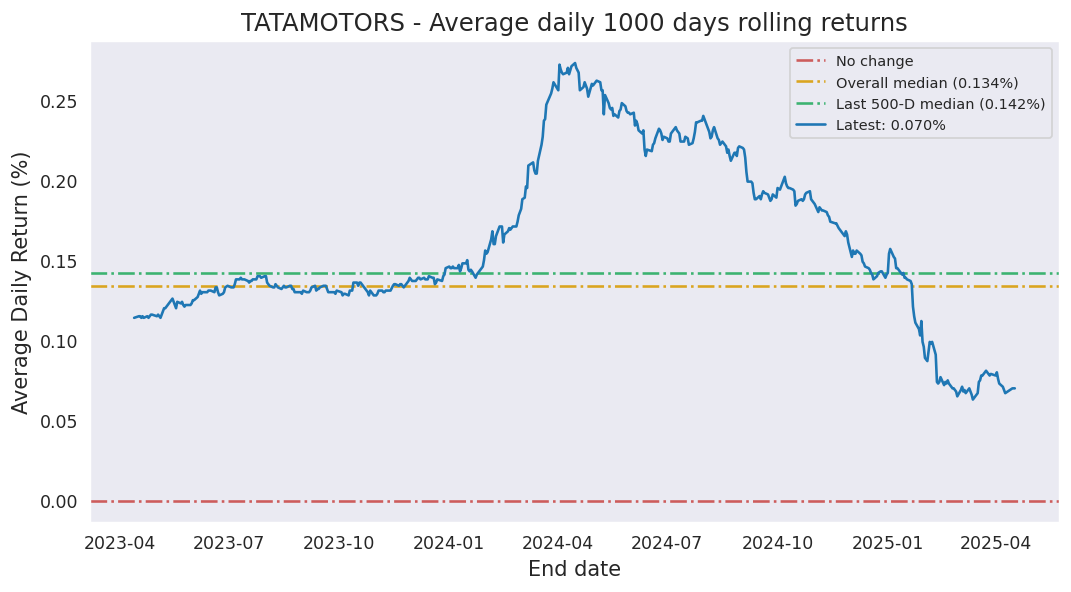 TATAMOTORS - Average daily 1000 days rolling returns
No change
Overall median (0.134%)
Last 500-D median (0.142%)
Latest: 0.070%
Average Daily Return (%)
0.25
0.20
0.15
0.10
0.05
0.00
2023-04 2023-07 2023-10 2024-01 2024-04 2024-07 2024-10 2025-01 2025-04
End date